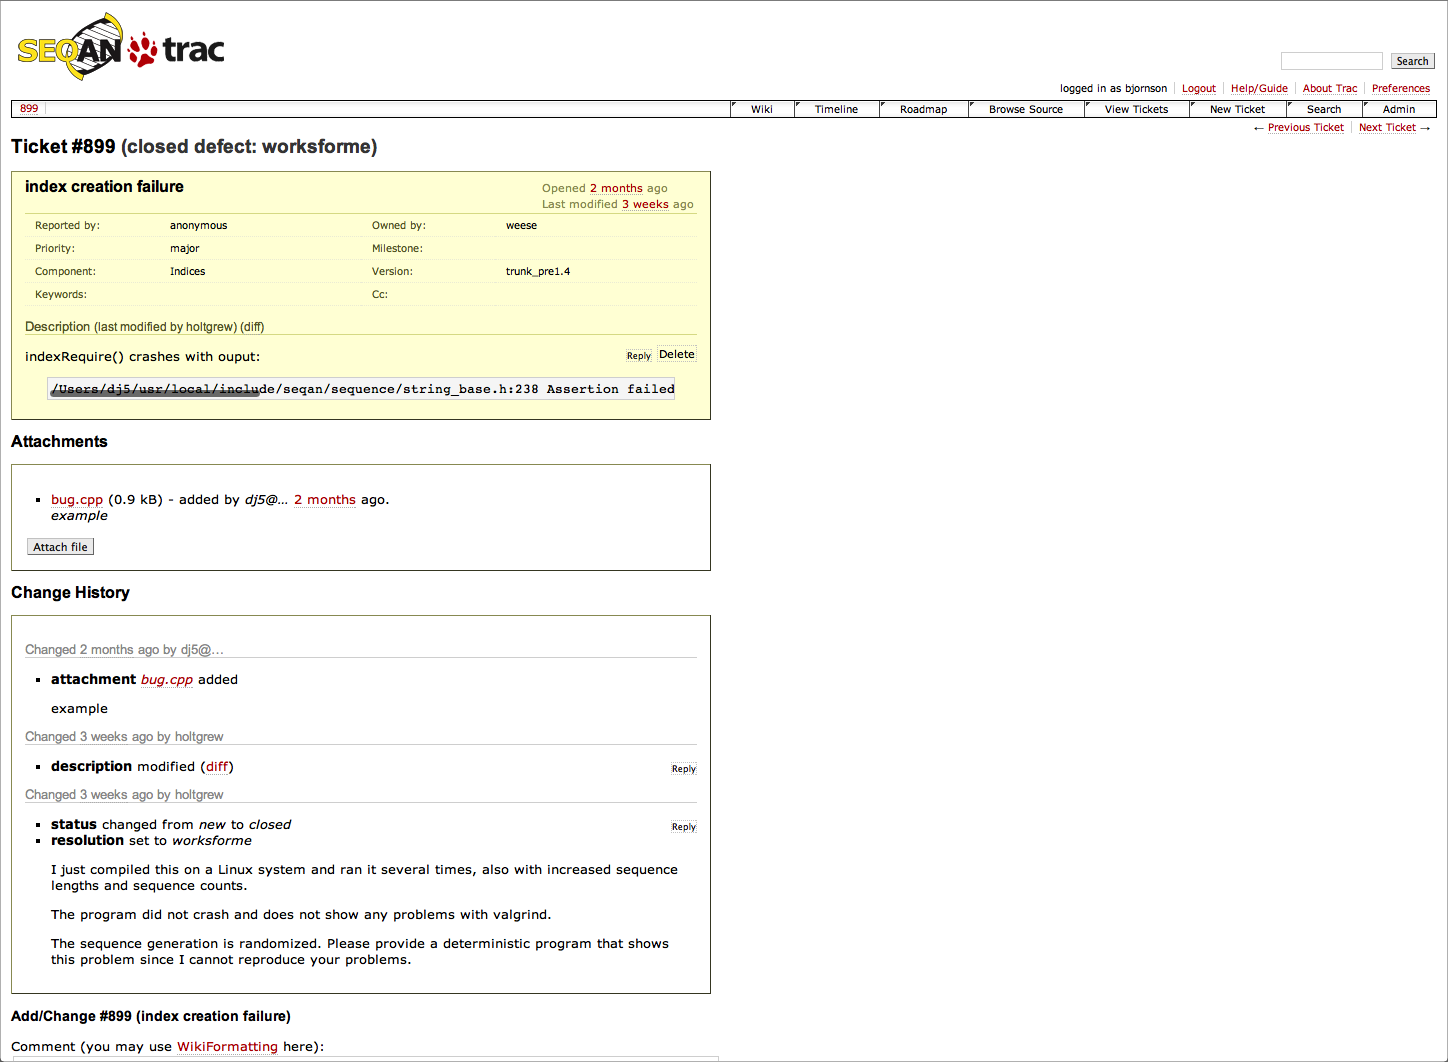 SEQAN trac
Search
logged in as bjornson Logout Help/Guide About Trac Preferences
899 Wiki Timeline Roadmap Browse Source View Tickets New Ticket Search Admin
← Previous Ticket Next Ticket →
Ticket #899 (closed defect: worksforme)
index creation failure
Opened 2 months ago
Last modified 3 weeks ago
Reported by: anonymous Owned by: weese
Priority: major Milestone:
Component: Indices Version: trunk_pre1.4
Keywords: Cc:
Description (last modified by holtgrew) (diff)
indexRequire() crashes with ouput: Reply Delete
/Users/dj5/usr/local/include/seqan/sequence/string_base.h:238 Assertion failed
Attachments
bug.cpp (0.9 kB) - added by dj5@... 2 months ago.
example
Attach file
Change History
Changed 2 months ago by dj5@…
attachment bug.cpp added
example
Changed 3 weeks ago by holtgrew
description modified (diff) Reply
Changed 3 weeks ago by holtgrew
status changed from new to closed Reply
resolution set to worksforme
I just compiled this on a Linux system and ran it several times, also with increased sequence
lengths and sequence counts.
The program did not crash and does not show any problems with valgrind.
The sequence generation is randomized. Please provide a deterministic program that shows
this problem since I cannot reproduce your problems.
Add/Change #899 (index creation failure)
Comment (you may use WikiFormatting here):